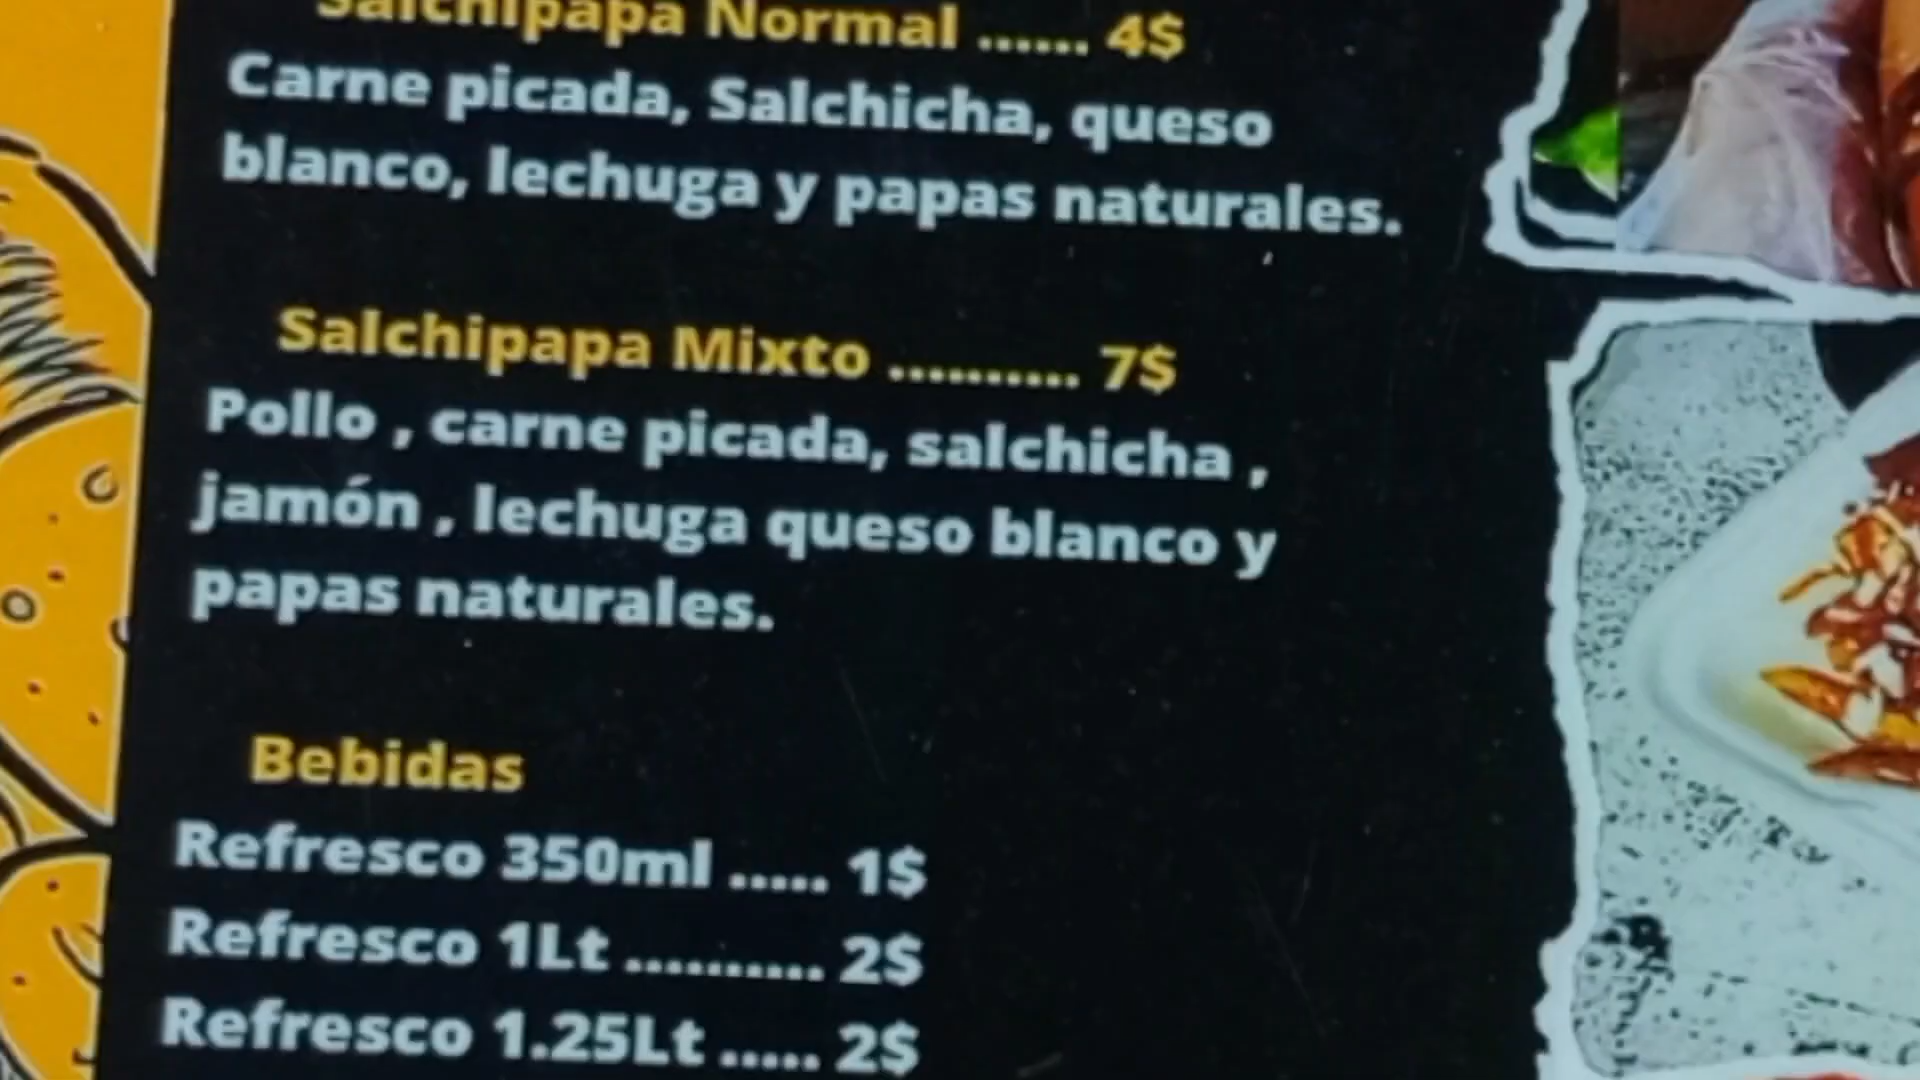 Salchipapa Normal ...... 4$
Carne picada, Salchicha, queso
blanco, lechuga y papas naturales.
Salchipapa Mixto .......... 7$
Pollo , carne picada, salchicha ,
jamón , lechuga queso blanco y
papas naturales.
Bebidas
Refresco 350ml ..... 1$
Refresco 1Lt .......... 2$
Refresco 1.25Lt ..... 2$